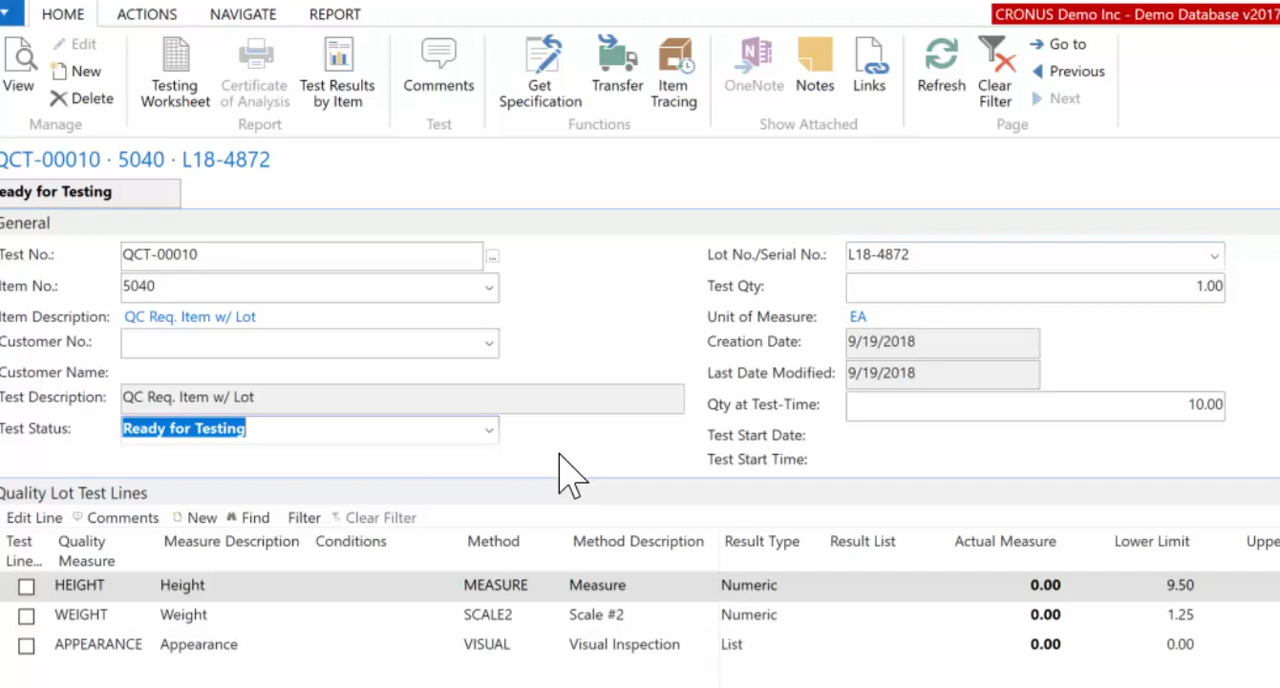 HOME ACTIONS NAVIGATE REPORT CRONUS Demo Inc - Demo Database v2017
View
Edit
New
Delete
Manage
Testing Worksheet
Certificate of Analysis
Test Results by Item
Report
Comments
Test
Get Specification
Transfer
Item Tracing
Functions
OneNote
Notes
Links
Show Attached
Refresh
Clear Filter
Go to
Previous
Next
Page
QCT-00010 · 5040 · L18-4872
eady for Testing
General
Test No.: QCT-00010 ...
Item No.: 5040
Item Description: QC Req. Item w/ Lot
Customer No.:
Customer Name:
Test Description: QC Req. Item w/ Lot
Test Status: Ready for Testing
Lot No./Serial No.: L18-4872
Test Qty: 1.00
Unit of Measure: EA
Creation Date: 9/19/2018
Last Date Modified: 9/19/2018
Qty at Test-Time: 10.00
Test Start Date:
Test Start Time:
Quality Lot Test Lines
Edit Line Comments New Find Filter Clear Filter
Test Line... Quality Measure Measure Description Conditions Method Method Description Result Type Result List Actual Measure Lower Limit Uppe
HEIGHT Height MEASURE Measure Numeric 0.00 9.50
WEIGHT Weight SCALE2 Scale #2 Numeric 0.00 1.25
APPEARANCE Appearance VISUAL Visual Inspection List 0.00 0.00